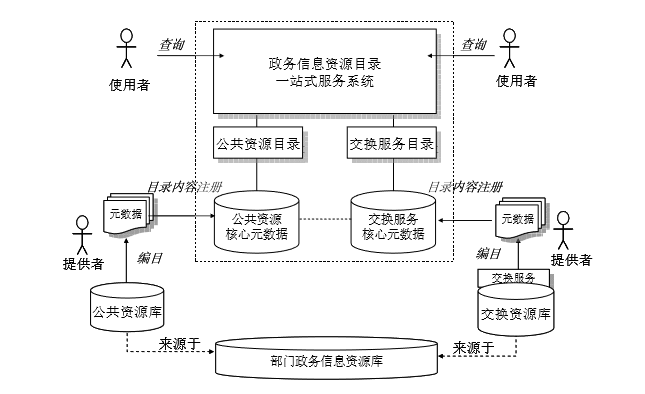 查询
查询
政务信息资源目录
一站式服务系统
使用者
使用者
公共资源目录
交换服务目录
目录内容注册
目录内容注册
元数据
公共资源
核心元数据
交换服务
核心元数据
元数据
提供者
编目
编目
提供者
交换服务
公共资源库
交换资源库
来源于
来源于
部门政务信息资源库